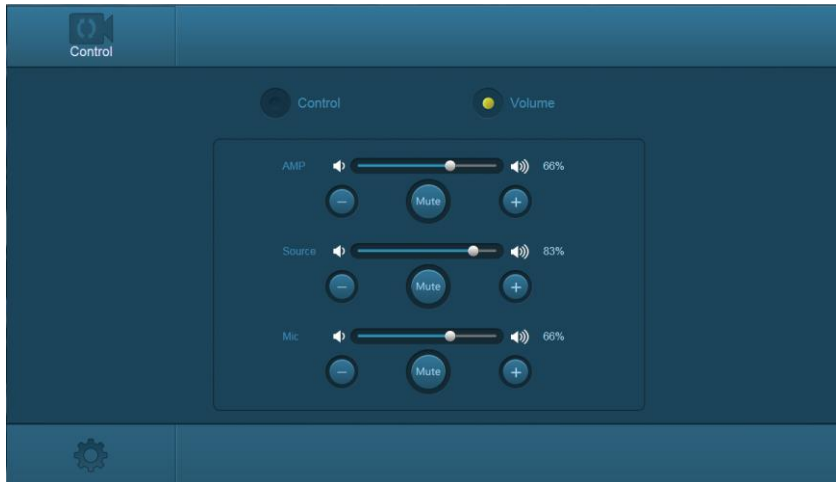 Control
Control Volume
AMP 66%
− Mute +
Source 83%
− Mute +
Mic 66%
− Mute +